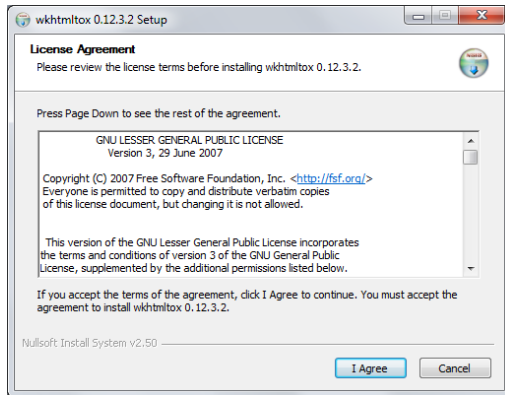 wkhtmltox 0.12.3.2 Setup
License Agreement
Please review the license terms before installing wkhtmltox 0.12.3.2.
Press Page Down to see the rest of the agreement.
GNU LESSER GENERAL PUBLIC LICENSE
Version 3, 29 June 2007
Copyright (C) 2007 Free Software Foundation, Inc. <http://fsf.org/>
Everyone is permitted to copy and distribute verbatim copies
of this license document, but changing it is not allowed.
This version of the GNU Lesser General Public License incorporates
the terms and conditions of version 3 of the GNU General Public
License, supplemented by the additional permissions listed below.
If you accept the terms of the agreement, click I Agree to continue. You must accept the
agreement to install wkhtmltox 0.12.3.2.
Nullsoft Install System v2.50
I Agree
Cancel